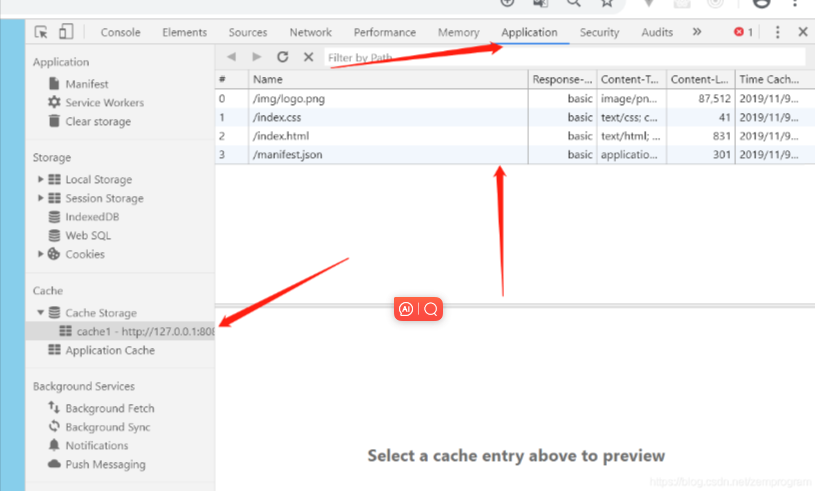 Console Elements Sources Network Performance Memory Application Security Audits » 1
Application
Manifest
Service Workers
Clear storage
Storage
Local Storage
Session Storage
IndexedDB
Web SQL
Cookies
Cache
Cache Storage
cache1 - http://127.0.0.1:808
Application Cache
Background Services
Background Fetch
Background Sync
Notifications
Push Messaging
Filter by Path
# Name Response-... Content-T... Content-L... Time Cach...
0 /img/logo.png basic image/pn... 87,512 2019/11/9...
1 /index.css basic text/css; c... 41 2019/11/9...
2 /index.html basic text/html; ... 831 2019/11/9...
3 /manifest.json basic applicatio... 301 2019/11/9...
AI
Select a cache entry above to preview